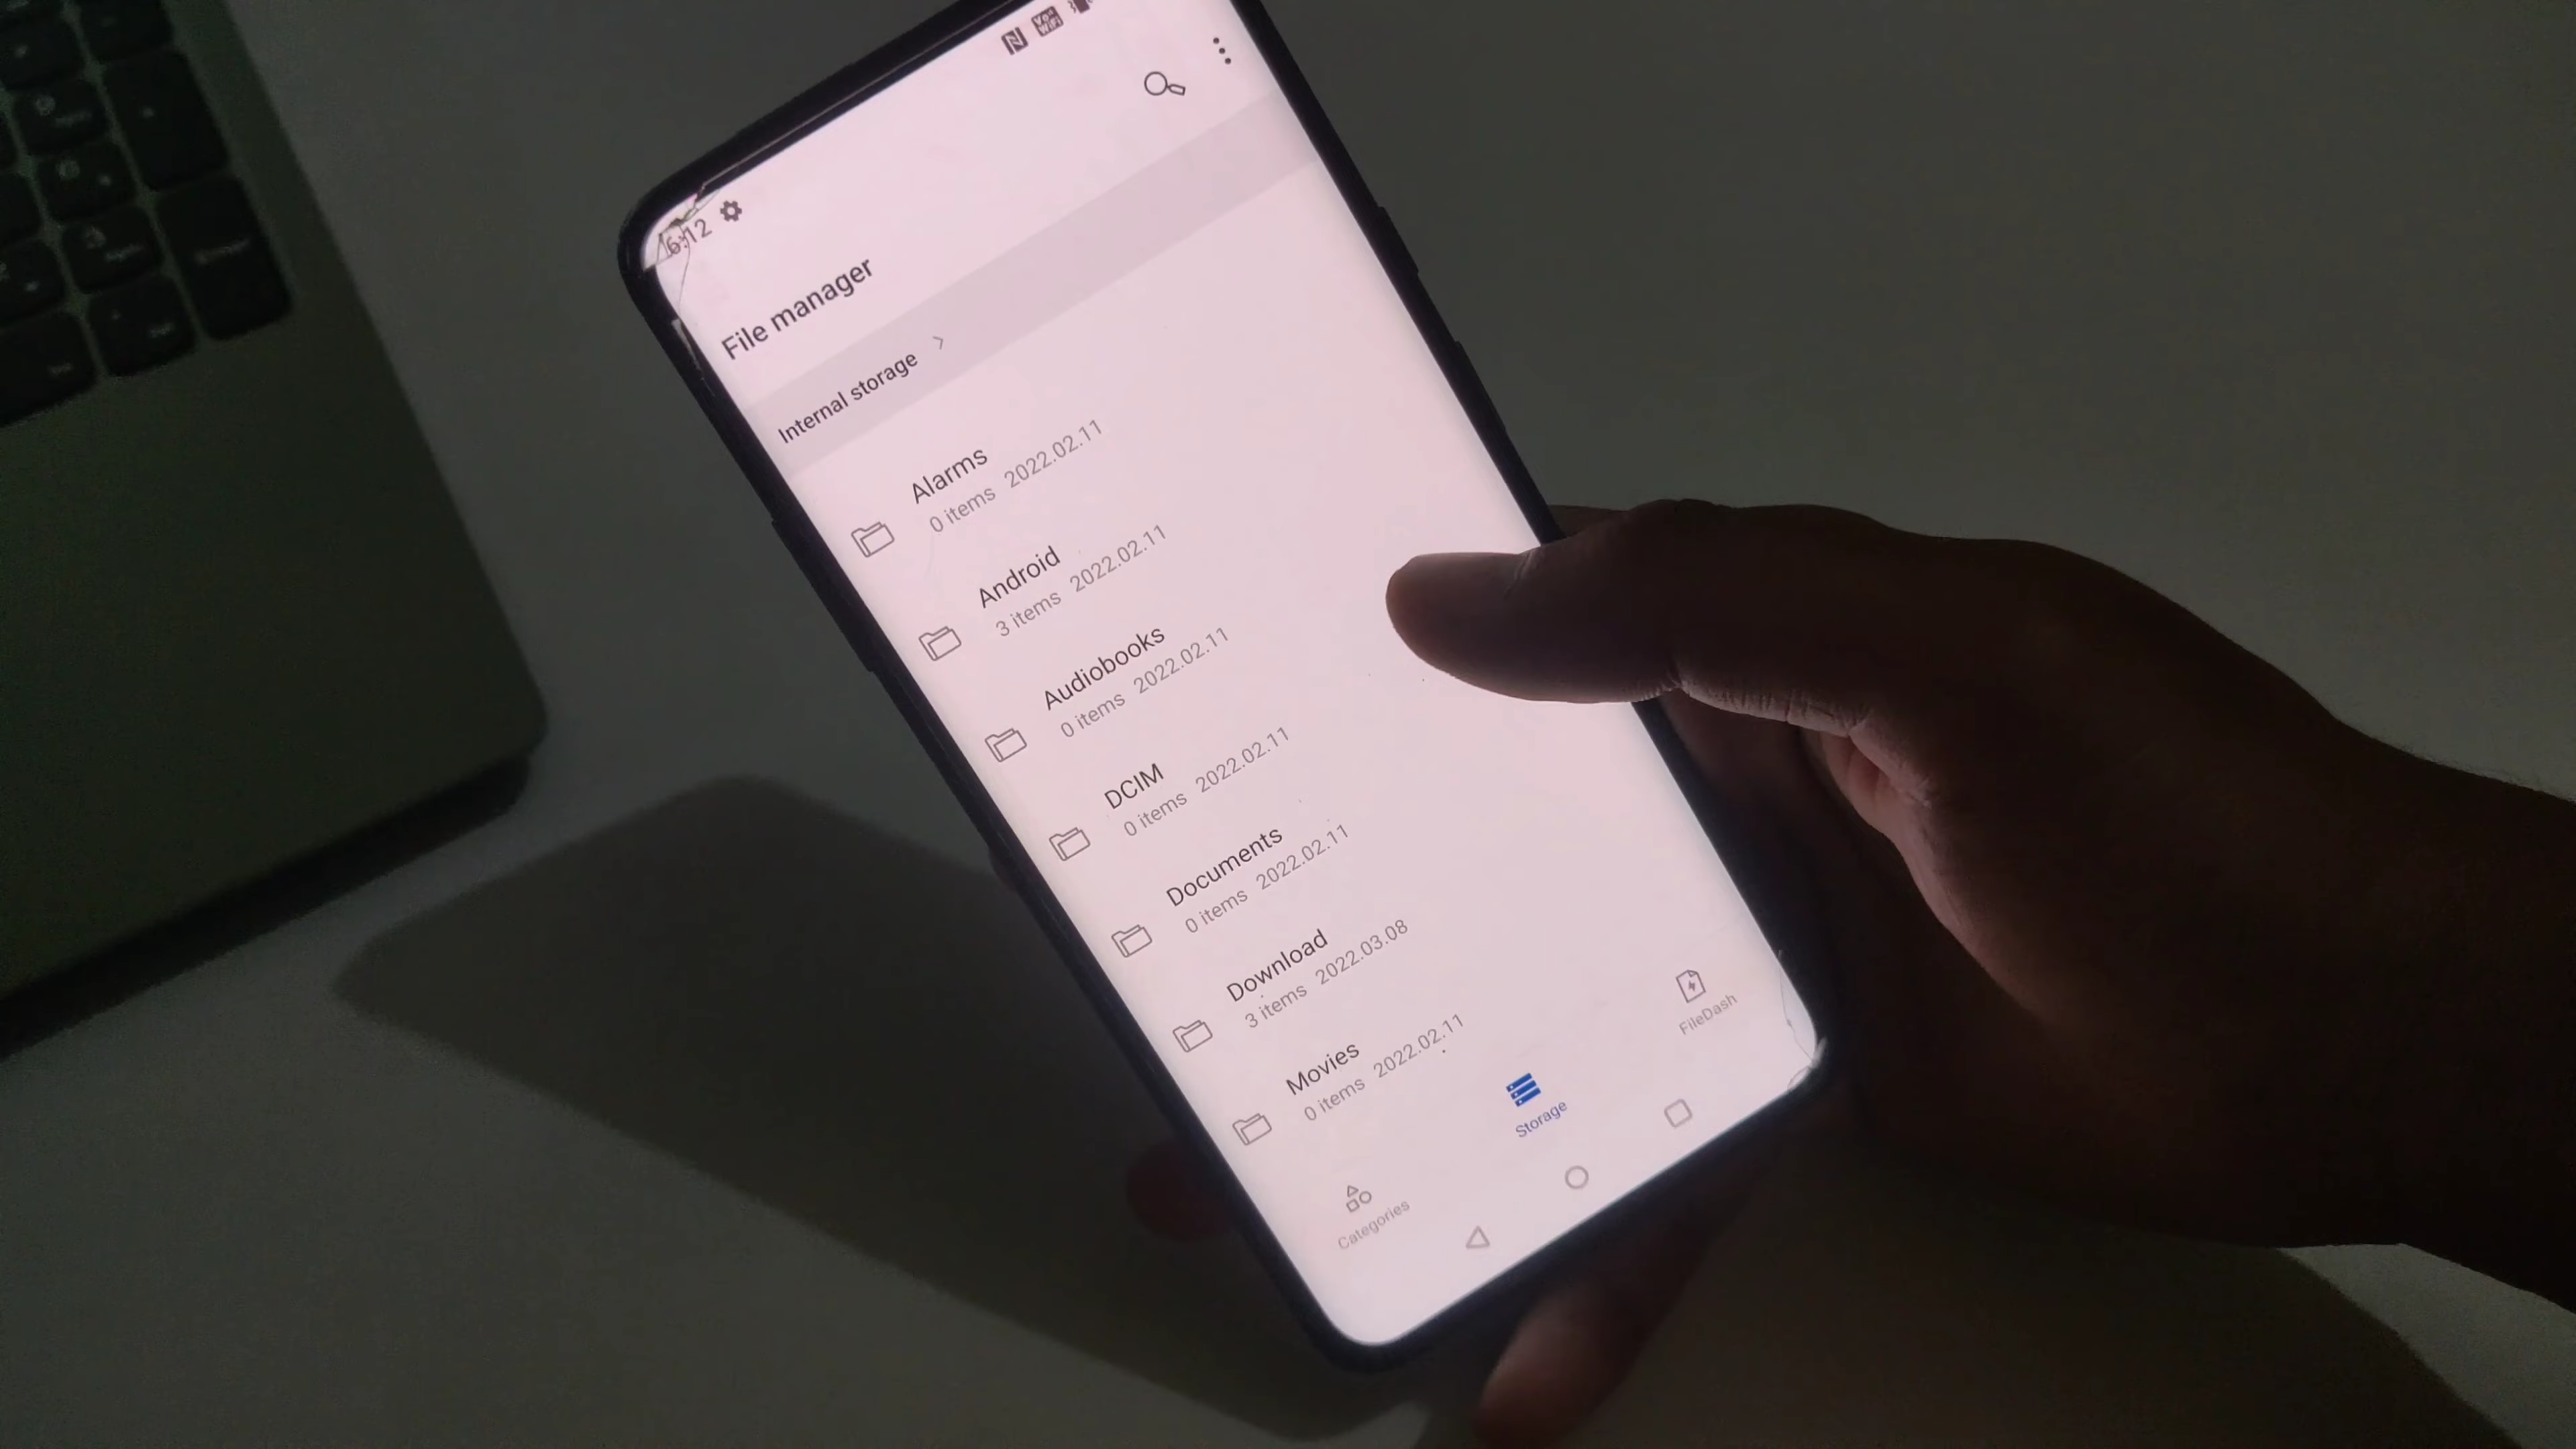 6:12
Vo
WiFi
File manager
Internal storage
Alarms
0 items 2022.02.11
Android
3 items 2022.02.11
Audiobooks
0 items 2022.02.11
DCIM
0 items 2022.02.11
Documents
0 items 2022.02.11
Download
3 items 2022.03.08
Movies
0 items 2022.02.11
Categories
Storage
FileDash